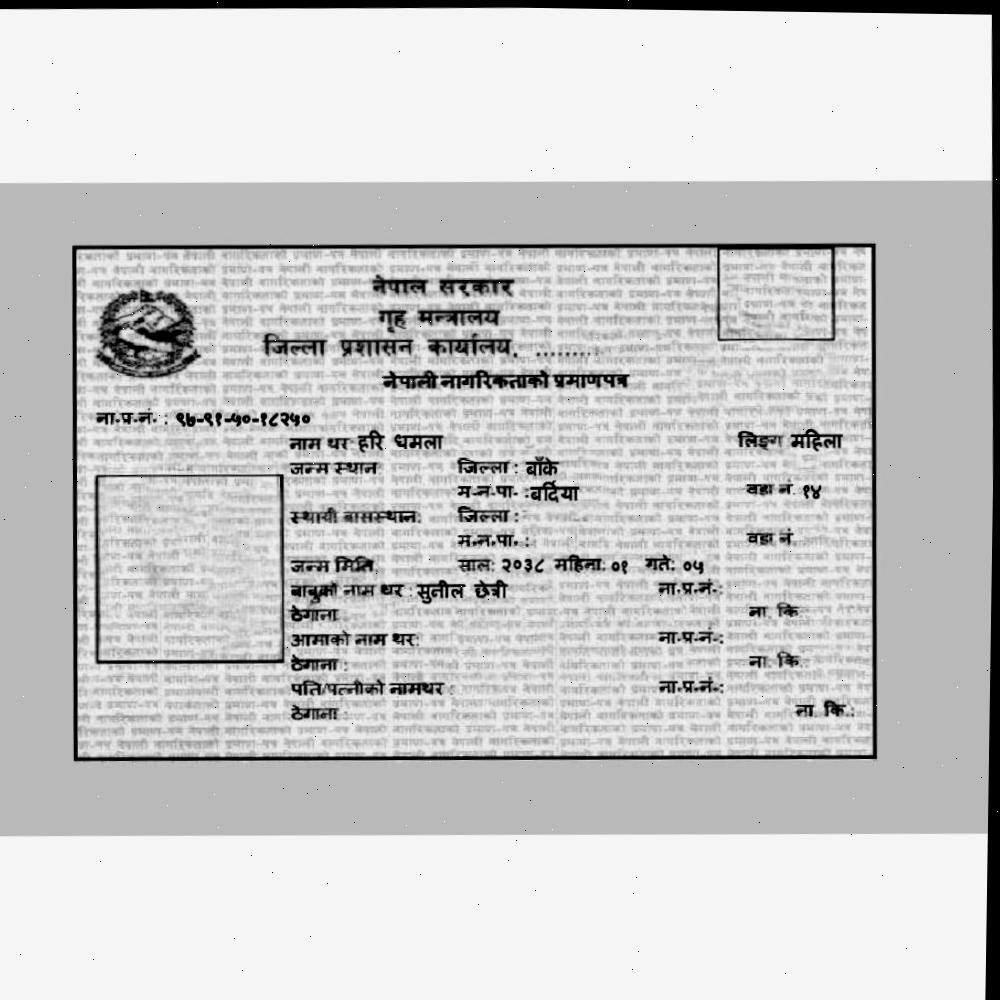 नेपाल सरकार
गृह मन्त्रालय
जिल्ला प्रशासन कार्यालय, .........
नेपाली नागरिकताको प्रमाणपत्र
ना.प्र.नं. : ९७-९१-५०-१८२५०
नाम थर हरि धमला लिङ्ग महिला
जन्म स्थान जिल्ला : बाँके
म.न.पा. :बर्दिया वडा नं. १४
स्थायी बासस्थान: जिल्ला :
म.न.पा. : वडा नं.
जन्म मिति साल: २०३८ महिना: ०१ गते: ०५
बाबुको नाम थर : सुतील छेत्री ना.प्र.नं.:
ठेगाना ना. कि.
आमाको नाम थर: ना.प्र.नं.:
ठेगाना : ना. कि.:
पति/पत्नीको नामथर : ना.प्र.नं.:
ठेगाना : ना. कि.: